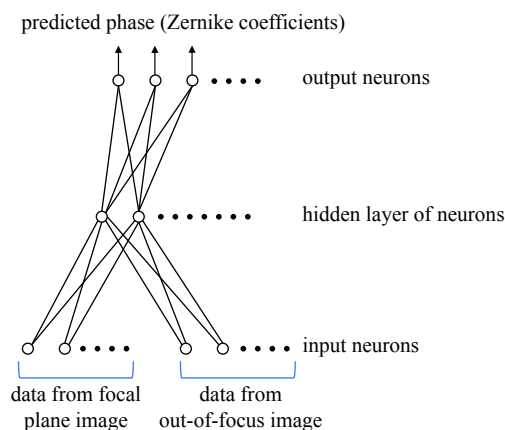 predicted phase (Zernike coefficients)
output neurons
hidden layer of neurons
input neurons
data from focal
plane image
data from
out-of-focus image